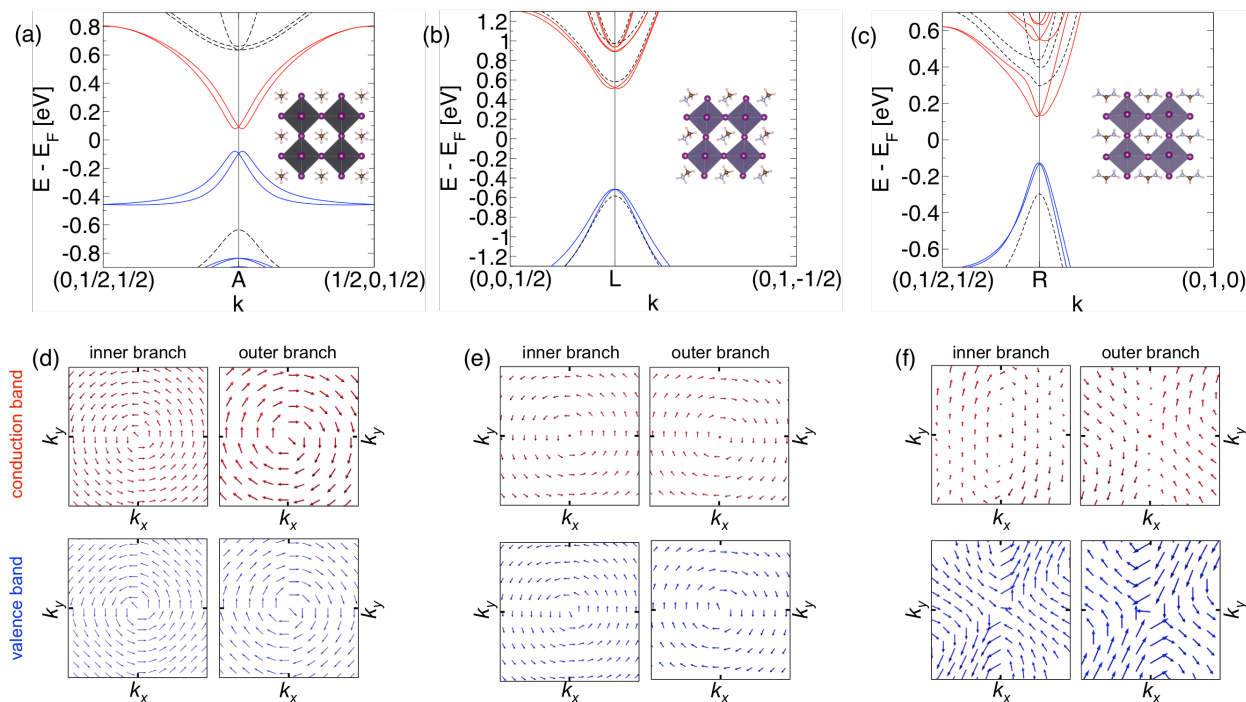 (a)
E - E_F [eV]
0.8
0.6
0.4
0.2
0
-0.2
-0.4
-0.6
-0.8
(0,1/2,1/2)
A
(1/2,0,1/2)
k
(b)
E - E_F [eV]
1.2
1
0.8
0.6
0.4
0.2
0
-0.2
-0.4
-0.6
-0.8
-1
-1.2
(0,0,1/2)
L
(0,1,-1/2)
k
(c)
E - E_F [eV]
0.6
0.4
0.2
0
-0.2
-0.4
-0.6
(0,1/2,1/2)
R
(0,1,0)
k
(d)
inner branch
outer branch
conduction band
k_y
k_x
k_x
valence band
k_y
k_x
k_x
(e)
inner branch
outer branch
k_y
k_x
k_x
k_y
k_x
k_x
(f)
inner branch
outer branch
k_y
k_x
k_x
k_y
k_x
k_x